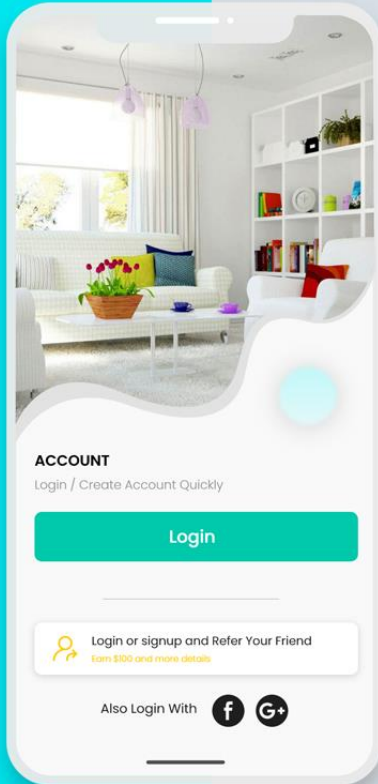 ACCOUNT
Login / Create Account Quickly
Login
Login or signup and Refer Your Friend
Earn $100 and more details
Also Login With f G+